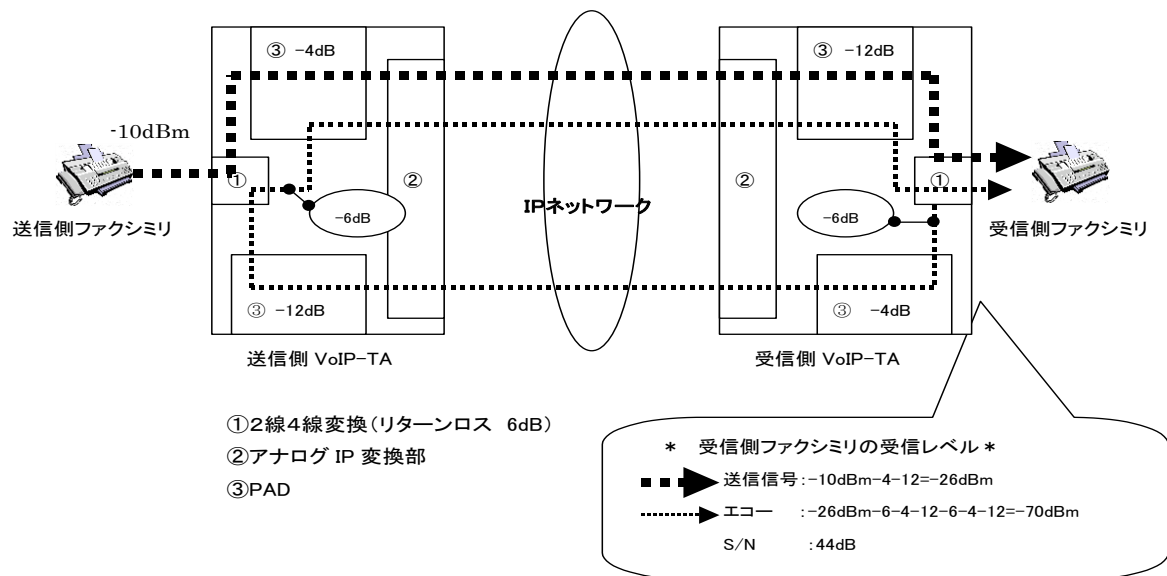 ③ -4dB
③ -12dB
-10dBm
①
②
②
①
-6dB
IPネットワーク
-6dB
送信側ファクシミリ
受信側ファクシミリ
③ -12dB
③ -4dB
送信側 VoIP-TA
受信側 VoIP-TA
①2線4線変換(リターンロス 6dB)
②アナログ IP 変換部
③PAD
* 受信側ファクシミリの受信レベル*
送信信号:-10dBm-4-12=-26dBm
エコー :-26dBm-6-4-12-6-4-12=-70dBm
S/N :44dB